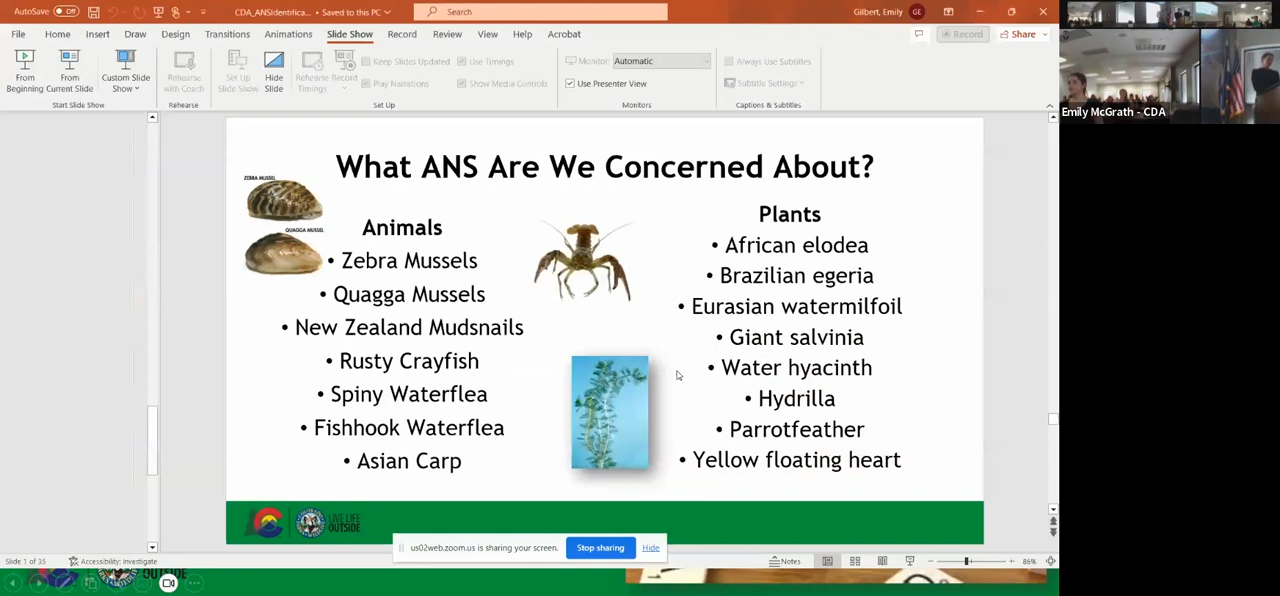 AutoSave Off CDA_ANSIdentifica... • Saved to this PC Search Gilbert, Emily GE
File Home Insert Draw Design Transitions Animations Slide Show Record Review View Help Acrobat Record Share
From Beginning
From Current Slide
Custom Slide Show
Rehearse with Coach
Set Up Slide Show
Hide Slide
Rehearse Timings
Record
Keep Slides Updated
Play Narrations
Use Timings
Show Media Controls
Monitor: Automatic
Use Presenter View
Always Use Subtitles
Subtitle Settings
Start Slide Show Rehearse Set Up Monitors Captions & Subtitles
Emily McGrath - CDA
What ANS Are We Concerned About?
ZEBRA MUSSEL
QUAGGA MUSSEL
Animals
• Zebra Mussels
• Quagga Mussels
• New Zealand Mudsnails
• Rusty Crayfish
• Spiny Waterflea
• Fishhook Waterflea
• Asian Carp
Plants
• African elodea
• Brazilian egeria
• Eurasian watermilfoil
• Giant salvinia
• Water hyacinth
• Hydrilla
• Parrotfeather
• Yellow floating heart
LIVE LIFE
OUTSIDE
us02web.zoom.us is sharing your screen. Stop sharing Hide
Slide 1 of 35 Accessibility: Investigate Notes 86%
OUTSIDE